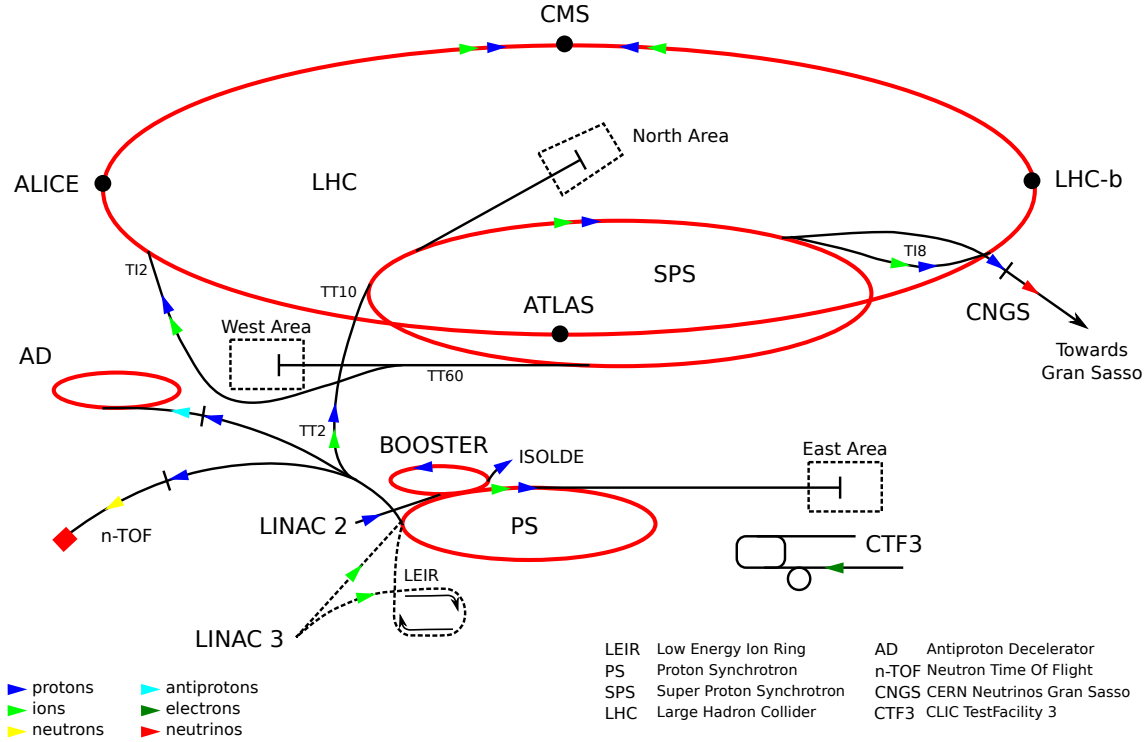 CMS
North Area
ALICE
LHC
LHC-b
TI2
TT10
SPS
TI8
ATLAS
CNGS
West Area
AD
TT60
Towards
Gran Sasso
TT2
BOOSTER
ISOLDE
East Area
LINAC 2
PS
n-TOF
CTF3
LEIR
LINAC 3
LEIR Low Energy Ion Ring
PS Proton Synchrotron
SPS Super Proton Synchrotron
LHC Large Hadron Collider
AD Antiproton Decelerator
n-TOF Neutron Time Of Flight
CNGS CERN Neutrinos Gran Sasso
CTF3 CLIC TestFacility 3
protons
ions
neutrons
antiprotons
electrons
neutrinos